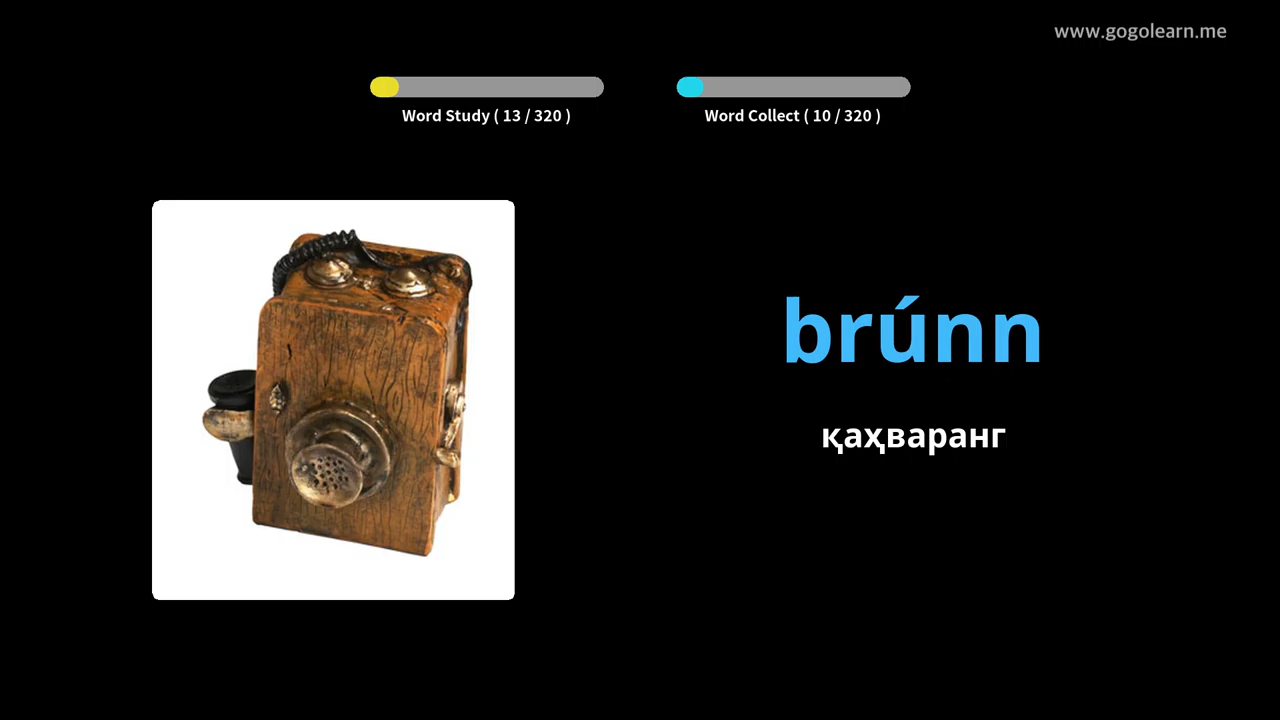 www.gogolearn.me
Word Study ( 13 / 320 )
Word Collect ( 10 / 320 )
brúnn
қаҳваранг